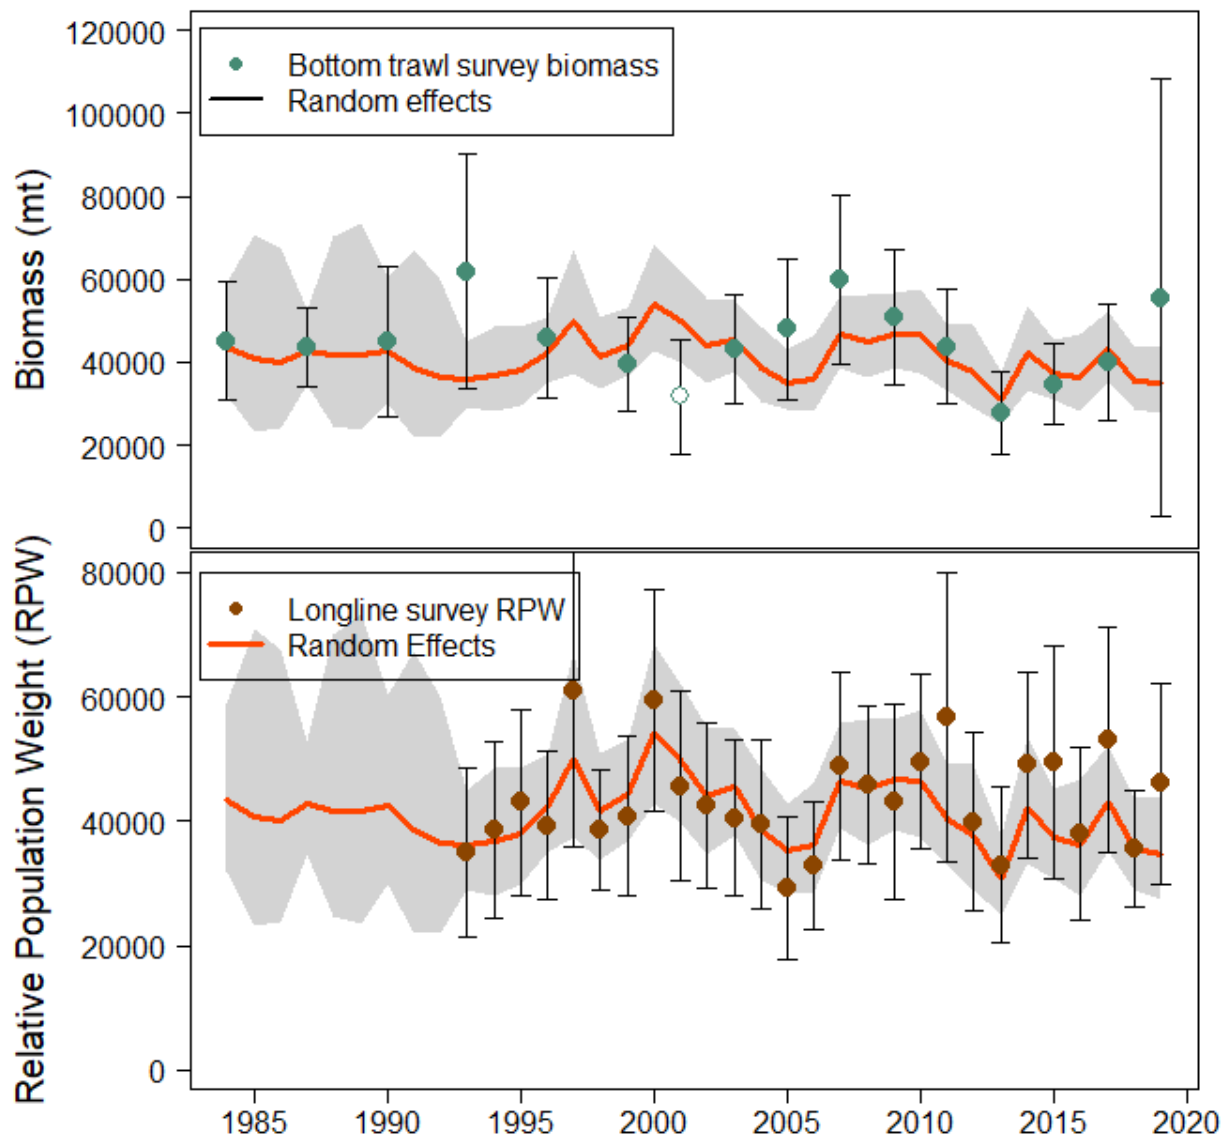 120000
100000
80000
60000
40000
20000
0
Biomass (mt)
Bottom trawl survey biomass
Random effects
80000
60000
40000
20000
0
Relative Population Weight (RPW)
Longline survey RPW
Random Effects
1985 1990 1995 2000 2005 2010 2015 2020